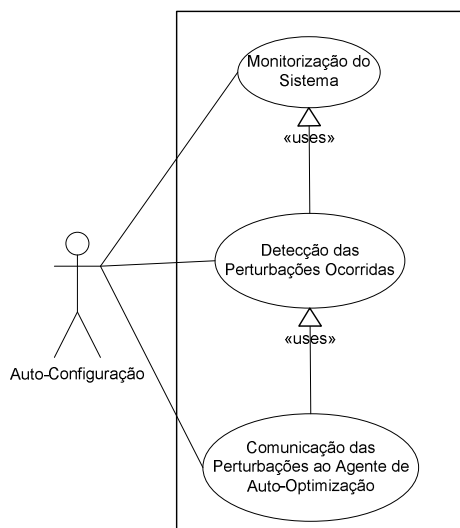 Monitorização do
Sistema
«uses»
Detecção das
Perturbações Ocorridas
«uses»
Auto-Configuração
Comunicação das
Perturbações ao Agente de
Auto-Optimização